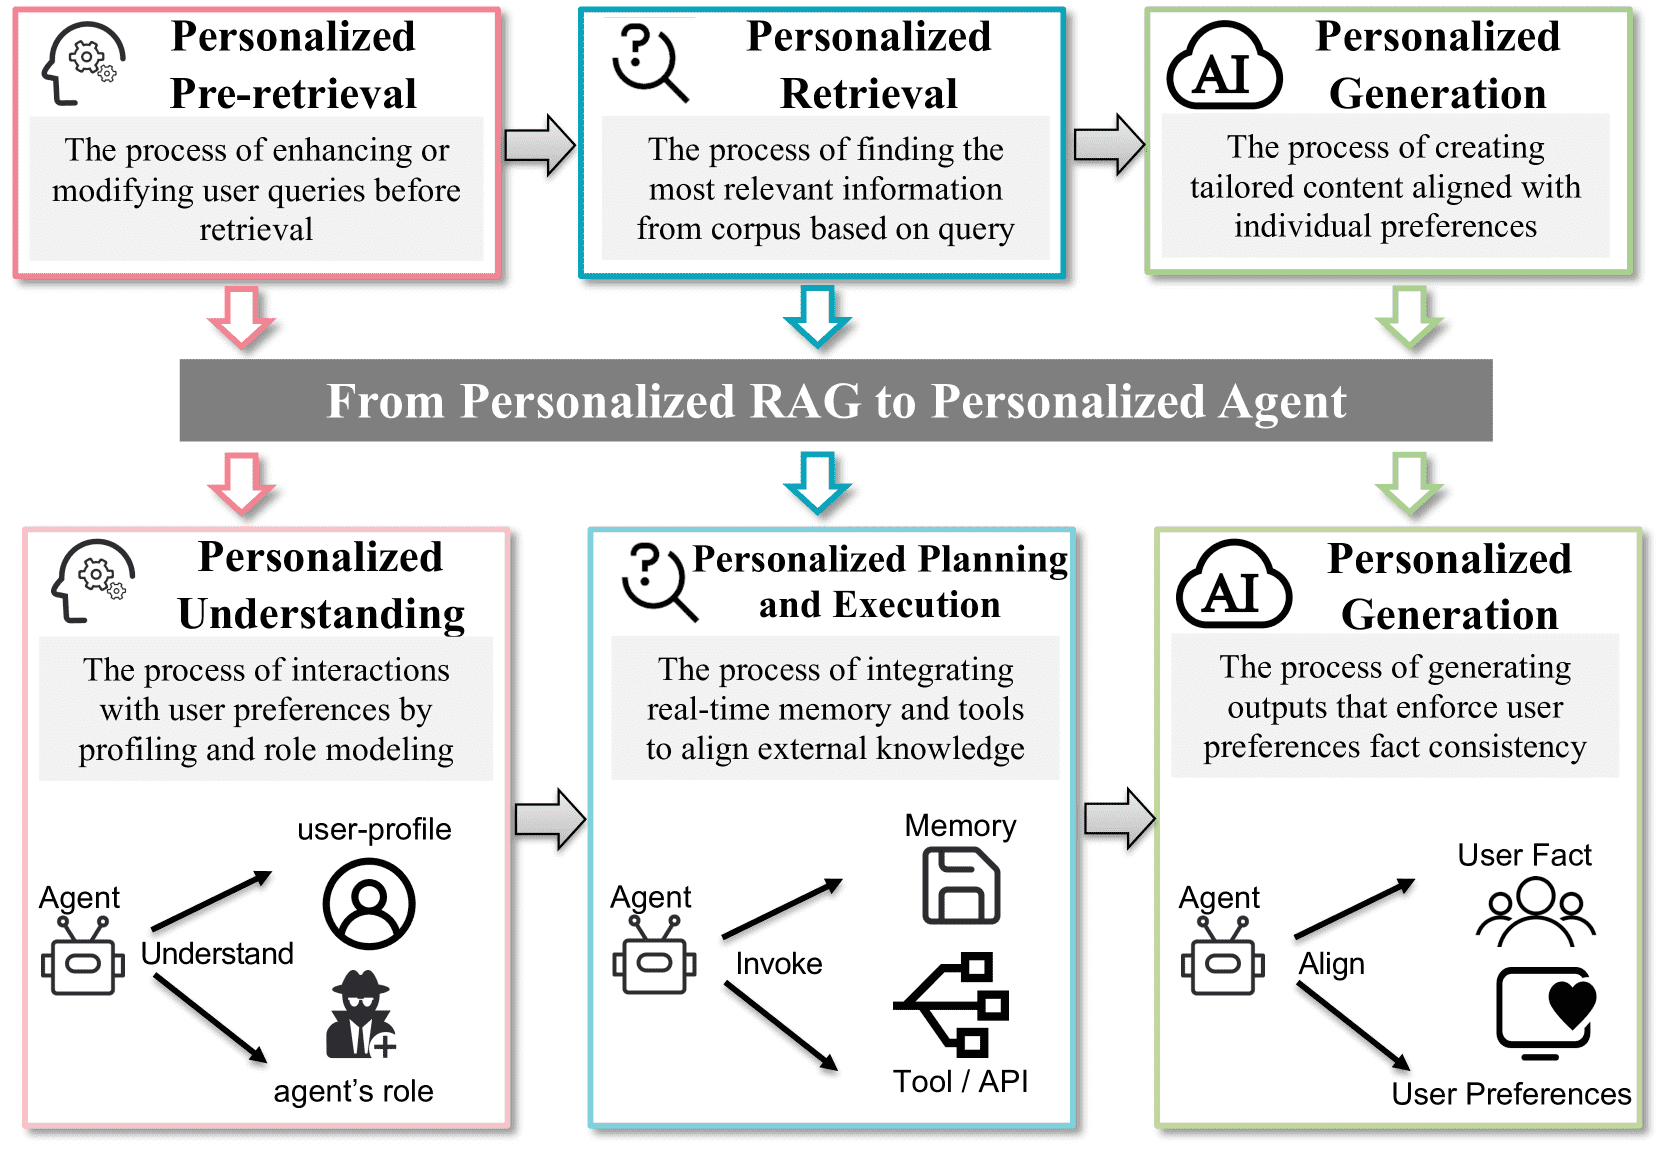 Personalized
Pre-retrieval
The process of enhancing or
modifying user queries before
retrieval
?
Personalized
Retrieval
The process of finding the
most relevant information
from corpus based on query
AI
Personalized
Generation
The process of creating
tailored content aligned with
individual preferences
From Personalized RAG to Personalized Agent
Personalized
Understanding
The process of interactions
with user preferences by
profiling and role modeling
user-profile
Agent
Understand
agent's role
?
Personalized Planning
and Execution
The process of integrating
real-time memory and tools
to align external knowledge
Memory
Agent
Invoke
Tool / API
AI
Personalized
Generation
The process of generating
outputs that enforce user
preferences fact consistency
User Fact
Agent
Align
User Preferences